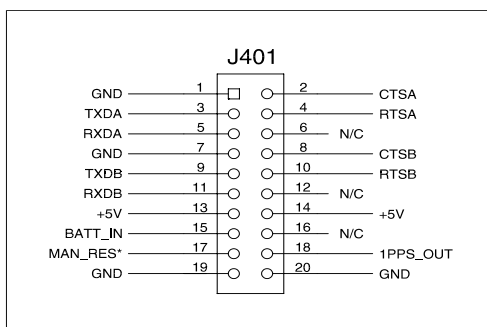 J401
GND 1 2 CTSA
TXDA 3 4 RTSA
RXDA 5 6 N/C
GND 7 8 CTSB
TXDB 9 10 RTSB
RXDB 11 12 N/C
+5V 13 14 +5V
BATT_IN 15 16 N/C
MAN_RES* 17 18 1PPS_OUT
GND 19 20 GND